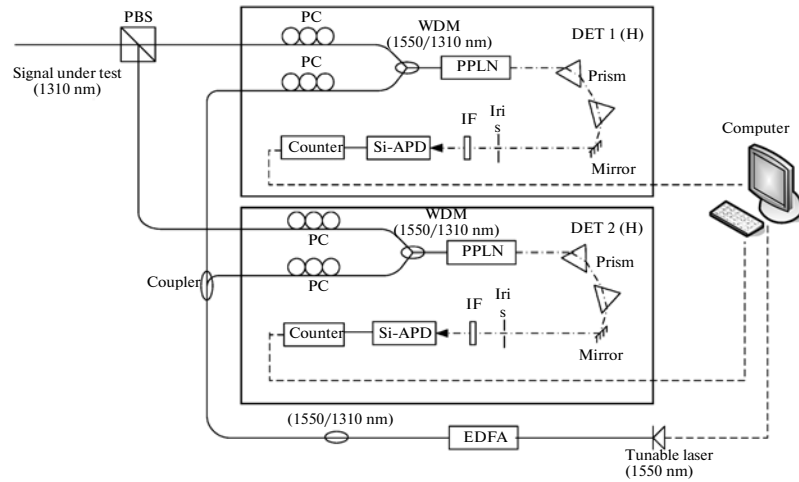 PBS
Signal under test
(1310 nm)
PC
PC
WDM
(1550/1310 nm)
PPLN
DET 1 (H)
Prism
Mirror
Iri
s
IF
Si-APD
Counter
Computer
PC
PC
WDM
(1550/1310 nm)
PPLN
DET 2 (H)
Prism
Mirror
Iri
s
IF
Si-APD
Counter
Coupler
(1550/1310 nm)
EDFA
Tunable laser
(1550 nm)